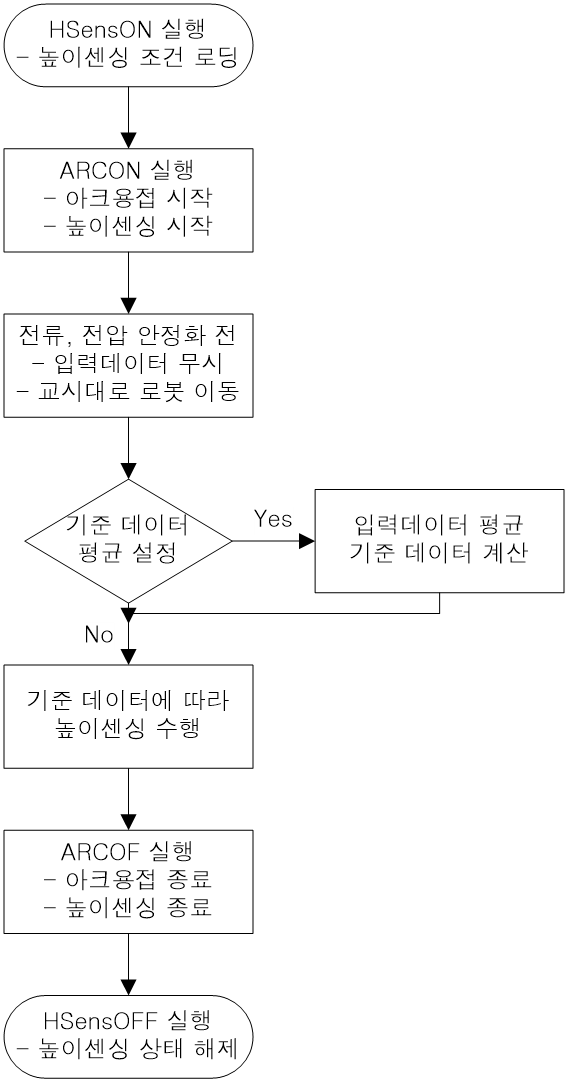 HSensON 실행
– 높이센싱 조건 로딩
ARCON 실행
– 아크용접 시작
– 높이센싱 시작
전류, 전압 안정화 전
– 입력데이터 무시
– 교시대로 로봇 이동
기준 데이터
평균 설정
Yes
입력데이터 평균
기준 데이터 계산
No
기준 데이터에 따라
높이센싱 수행
ARCOF 실행
– 아크용접 종료
– 높이센싱 종료
HSensOFF 실행
– 높이센싱 상태 해제